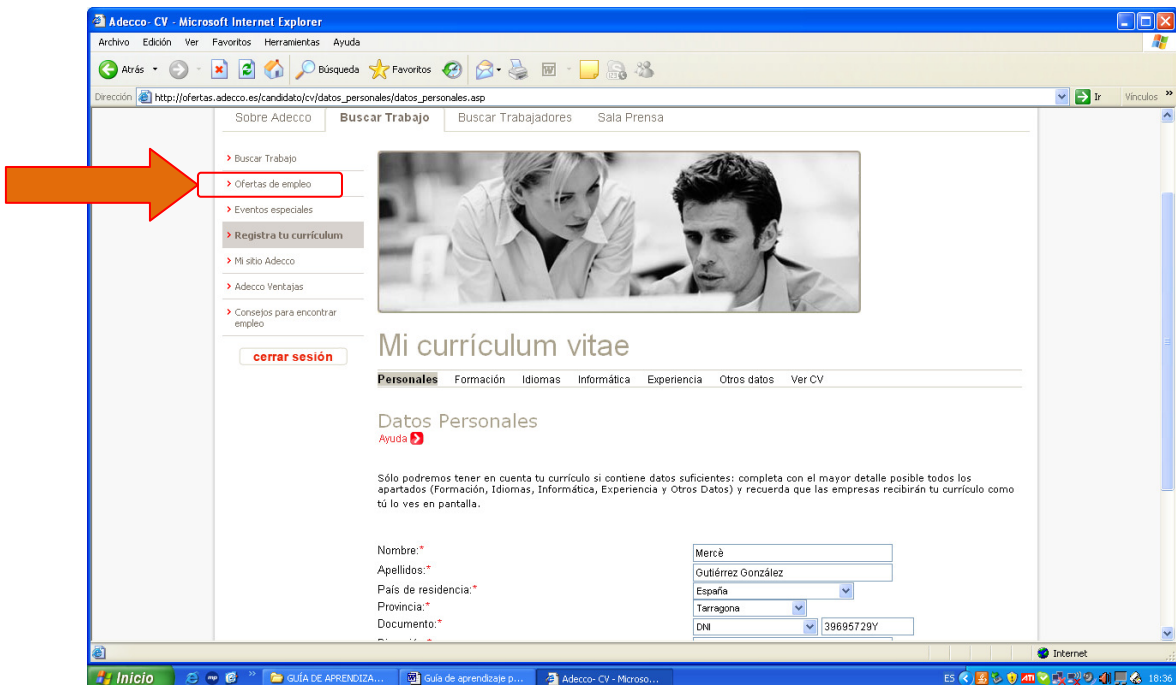 Adecco- CV - Microsoft Internet Explorer
Archivo Edición Ver Favoritos Herramientas Ayuda
Atrás Búsqueda Favoritos
Dirección http://ofertas.adecco.es/candidato/cv/datos_personales/datos_personales.asp Ir Vínculos »
Sobre Adecco Buscar Trabajo Buscar Trabajadores Sala Prensa
Buscar Trabajo
Ofertas de empleo
Eventos especiales
Registra tu currículum
Mi sitio Adecco
Adecco Ventajas
Consejos para encontrar
empleo
cerrar sesión
Mi currículum vitae
Personales Formación Idiomas Informática Experiencia Otros datos Ver CV
Datos Personales
Ayuda
Sólo podremos tener en cuenta tu currículo si contiene datos suficientes: completa con el mayor detalle posible todos los
apartados (Formación, Idiomas, Informática, Experiencia y Otros Datos) y recuerda que las empresas recibirán tu currículo como
tú lo ves en pantalla.
Nombre:* Mercè
Apellidos:* Gutiérrez González
País de residencia:* España
Provincia:* Tarragona
Documento:* DNI 39695729Y
Internet
Inicio » GUÍA DE APRENDIZA... Guía de aprendizaje p... Adecco- CV - Microso... ES ATI 18:36